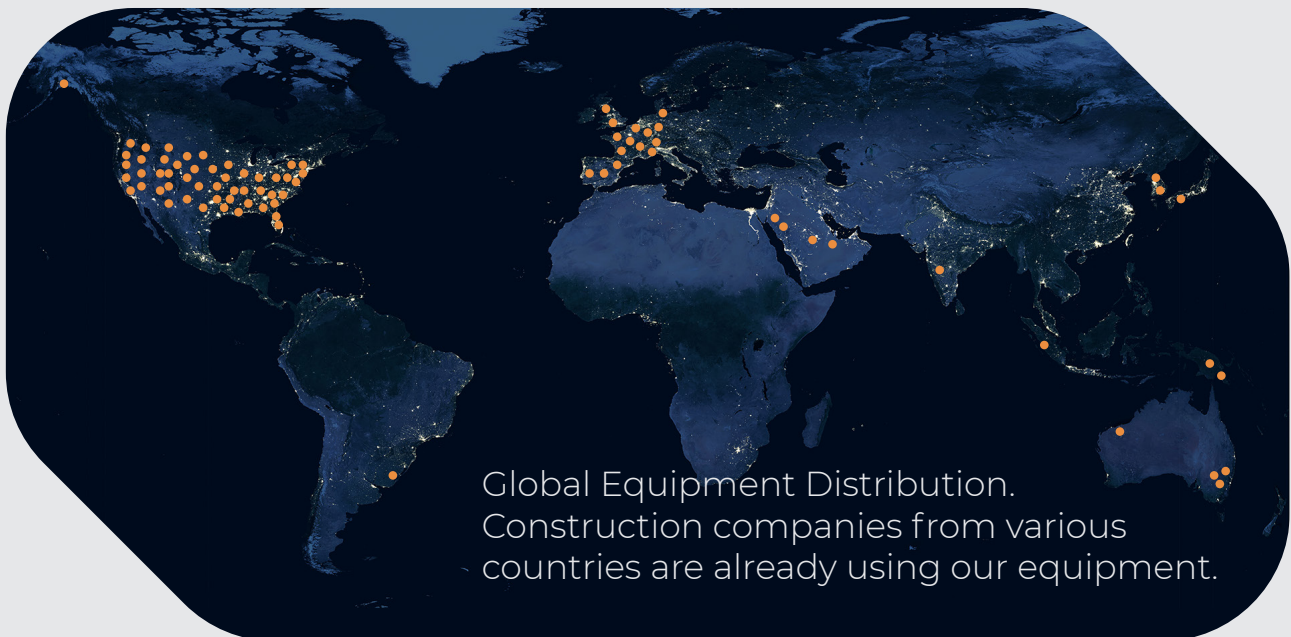 Global Equipment Distribution.
Construction companies from various
countries are already using our equipment.